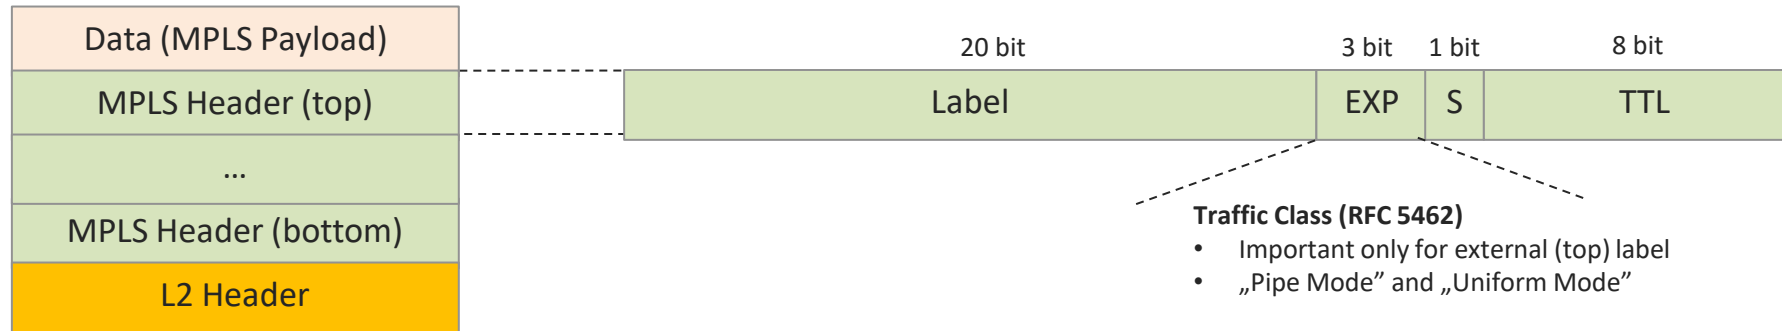 Data (MPLS Payload)
MPLS Header (top)
...
MPLS Header (bottom)
L2 Header
20 bit 3 bit 1 bit 8 bit
Label EXP S TTL
Traffic Class (RFC 5462)
• Important only for external (top) label
• „Pipe Mode” and „Uniform Mode”